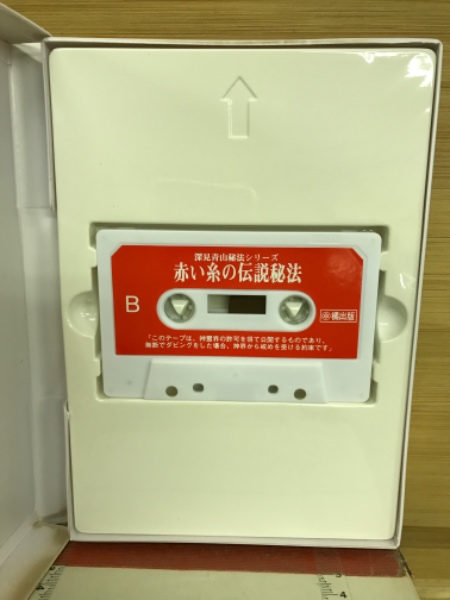 深見青山秘法シリーズ
赤い糸の伝説秘法
B
橘出版
「このテープは、神霊界の許可を得て公開するものであり、
無断でダビングをした場合、神界から戒めを受ける約束です」
3
4